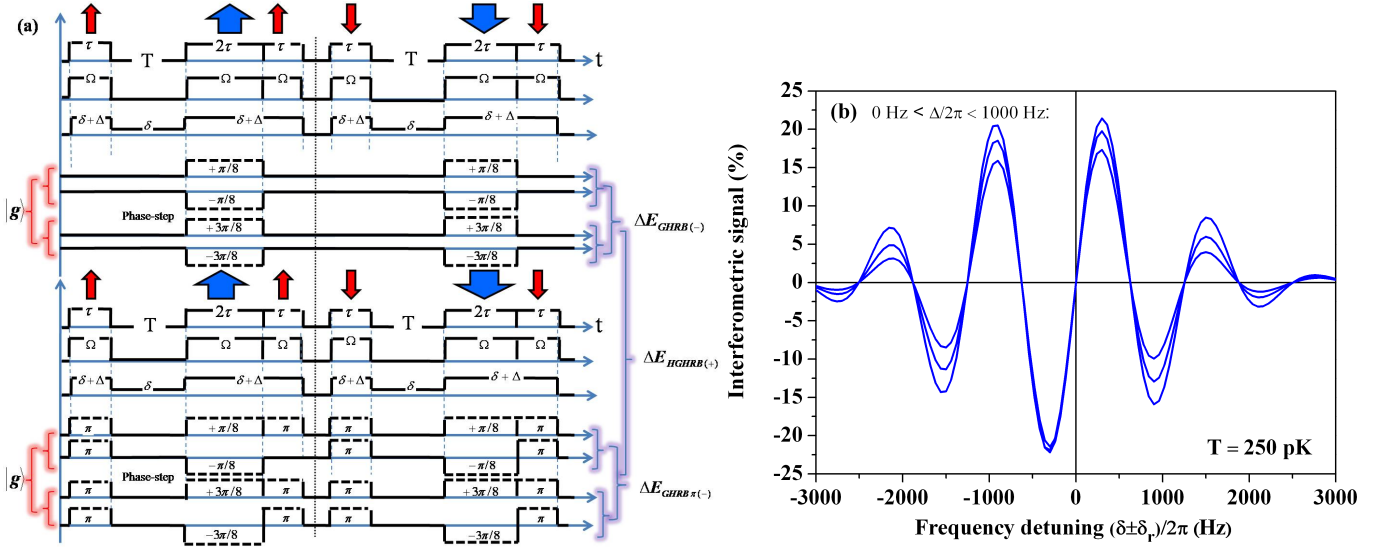 (a)
τ T 2τ τ τ T 2τ τ t
Ω Ω Ω Ω Ω Ω
δ+Δ δ δ+Δ δ+Δ δ δ+Δ
+π/8 +π/8
−π/8 −π/8
|g⟩ Phase-step ΔE_GHRB(−)
+3π/8 +3π/8
−3π/8 −3π/8
τ T 2τ τ τ T 2τ τ t
Ω Ω Ω Ω Ω Ω
ΔE_HGHRB(+)
δ+Δ δ δ+Δ δ+Δ δ δ+Δ
π +π/8 π π +π/8 π
π −π/8 π −π/8 π
|g⟩ Phase-step ΔE_GHRBπ(−)
π +3π/8 π π +3π/8 π
π −3π/8 π π −3π/8 π
(b) 0 Hz < Δ/2π < 1000 Hz:
Interferometric signal (%)
25
20
15
10
5
0
-5
-10
-15
-20
-25
T = 250 pK
-3000 -2000 -1000 0 1000 2000 3000
Frequency detuning (δ±δ_r)/2π (Hz)